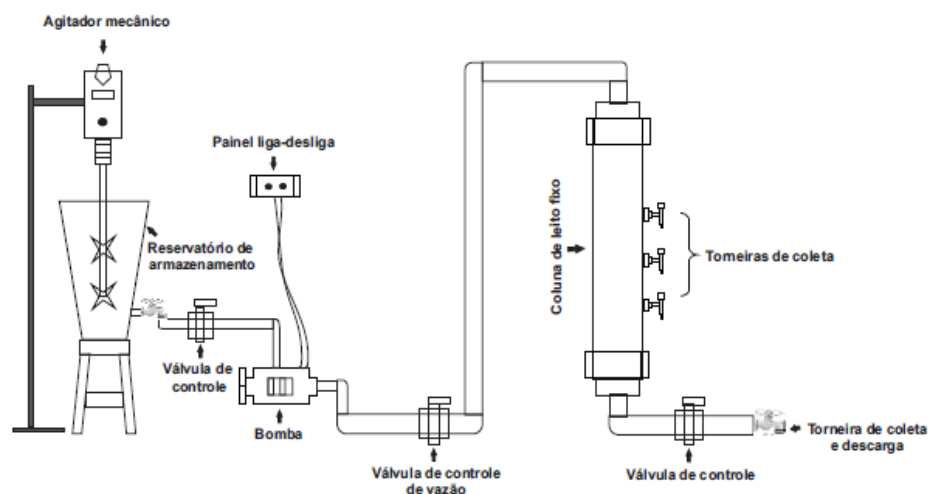 Agitador mecânico
Painel liga-desliga
Reservatório de
armazenamento
Coluna de leito fixo
Torneiras de coleta
Válvula de
controle
Bomba
Válvula de controle
de vazão
Válvula de controle
Torneira de coleta
e descarga